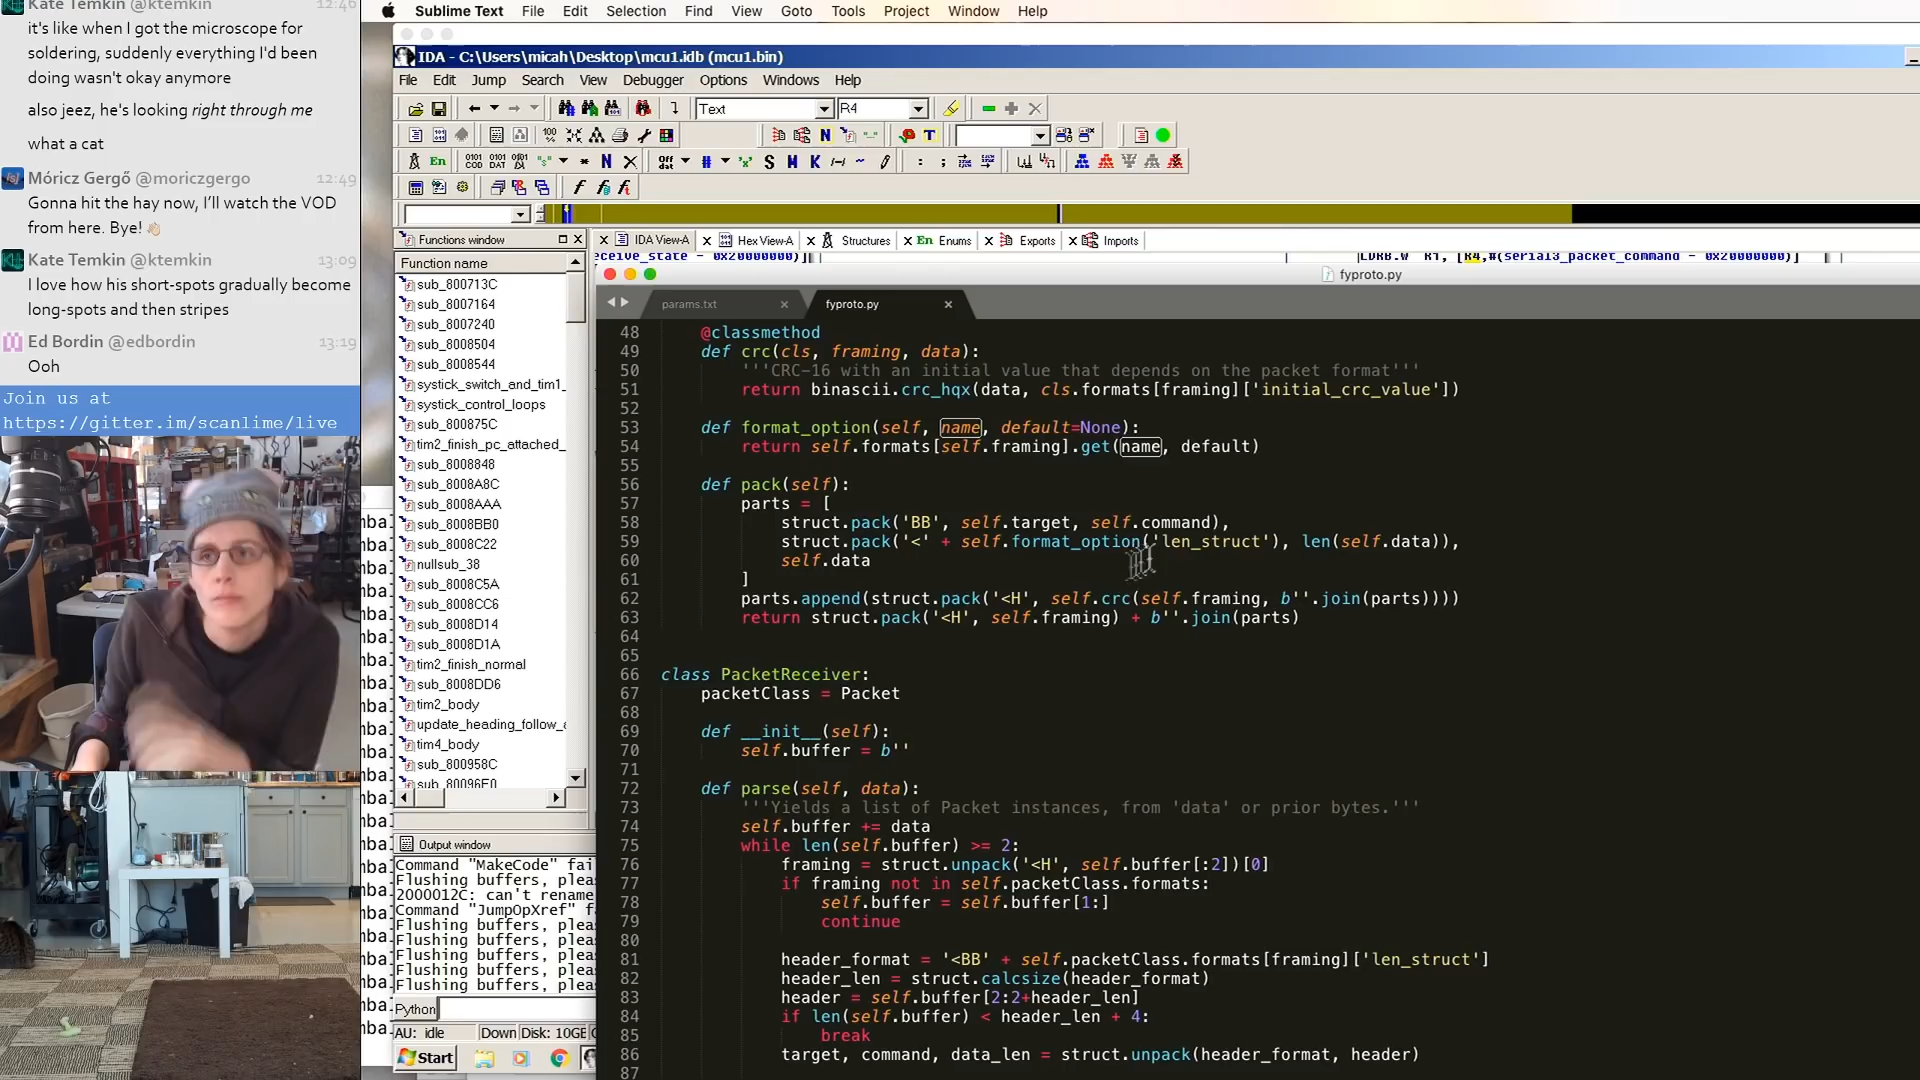 Kate Temkin @ktemkin 12:46
it's like when I got the microscope for
soldering, suddenly everything I'd been
doing wasn't okay anymore
also jeez, he's looking right through me
what a cat
Móricz Gergő @moriczgergo 12:49
Gonna hit the hay now, I'll watch the VOD
from here. Bye! 👋🏻
Kate Temkin @ktemkin 13:09
I love how his short-spots gradually become
long-spots and then stripes
Ed Bordin @edbordin 13:19
Ooh
Join us at
https://gitter.im/scanlime/live
Sublime Text File Edit Selection Find View Goto Tools Project Window Help
IDA - C:\Users\micah\Desktop\mcu1.idb (mcu1.bin)
File Edit Jump Search View Debugger Options Windows Help
Text R4
IDA View-A Hex View-A Structures Enums Exports Imports
Functions window
Function name
sub_800713C
sub_8007164
sub_8007240
sub_8008504
sub_8008544
systick_switch_and_tim1_
systick_control_loops
sub_800875C
tim2_finish_pc_attached_
sub_8008848
sub_8008A8C
sub_8008AAA
sub_8008BB0
sub_8008C22
nullsub_38
sub_8008C5A
sub_8008CC6
sub_8008D14
sub_8008D1A
tim2_finish_normal
sub_8008DD6
tim2_body
update_heading_follow_a
tim4_body
sub_800958C
sub_80096E0
Output window
Command "MakeCode" fai
Flushing buffers, plea
2000012C: can't rename
Command "JumpOpXref" f
Flushing buffers, plea
Flushing buffers, plea
Flushing buffers, plea
Flushing buffers, plea
Flushing buffers, plea
Python
AU: idle Down Disk: 10GB
Start
eceive_state - 0x20000000)] LDRB.W R1, [R4,#(serial3_packet_command - 0x20000000)]
fyproto.py
params.txt fyproto.py
48 @classmethod
49 def crc(cls, framing, data):
50 '''CRC-16 with an initial value that depends on the packet format'''
51 return binascii.crc_hqx(data, cls.formats[framing]['initial_crc_value'])
52
53 def format_option(self, name, default=None):
54 return self.formats[self.framing].get(name, default)
55
56 def pack(self):
57 parts = [
58 struct.pack('BB', self.target, self.command),
59 struct.pack('<' + self.format_option('len_struct'), len(self.data)),
60 self.data
61 ]
62 parts.append(struct.pack('<H', self.crc(self.framing, b''.join(parts))))
63 return struct.pack('<H', self.framing) + b''.join(parts)
64
65
66 class PacketReceiver:
67 packetClass = Packet
68
69 def __init__(self):
70 self.buffer = b''
71
72 def parse(self, data):
73 '''Yields a list of Packet instances, from 'data' or prior bytes.'''
74 self.buffer += data
75 while len(self.buffer) >= 2:
76 framing = struct.unpack('<H', self.buffer[:2])[0]
77 if framing not in self.packetClass.formats:
78 self.buffer = self.buffer[1:]
79 continue
80
81 header_format = '<BB' + self.packetClass.formats[framing]['len_struct']
82 header_len = struct.calcsize(header_format)
83 header = self.buffer[2:2+header_len]
84 if len(self.buffer) < header_len + 4:
85 break
86 target, command, data_len = struct.unpack(header_format, header)
87